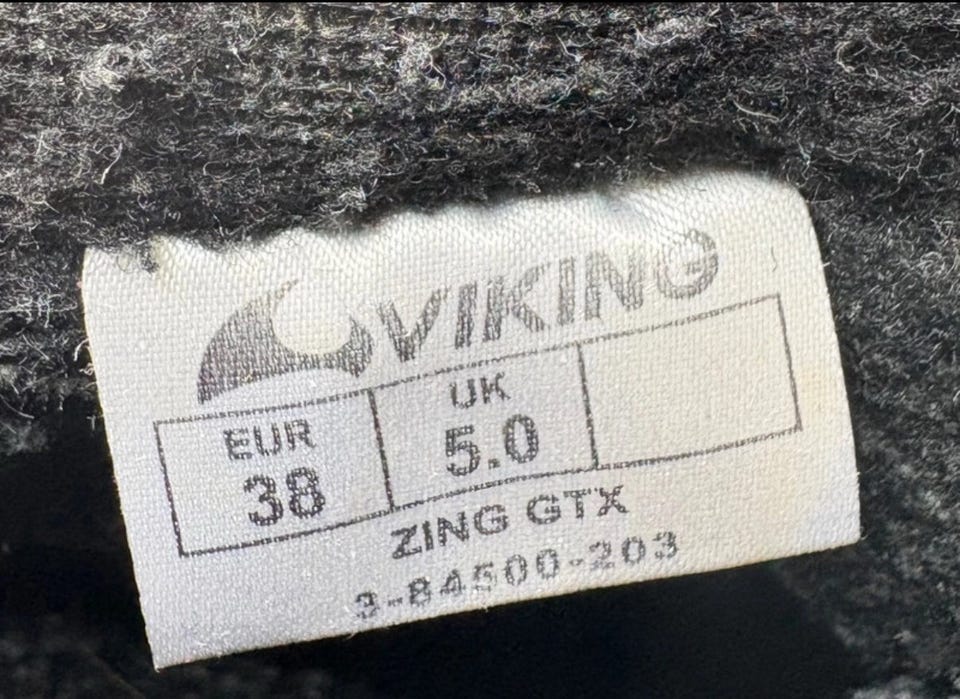 VIKING
EUR UK
38 5.0
ZING GTX
3-84500-203